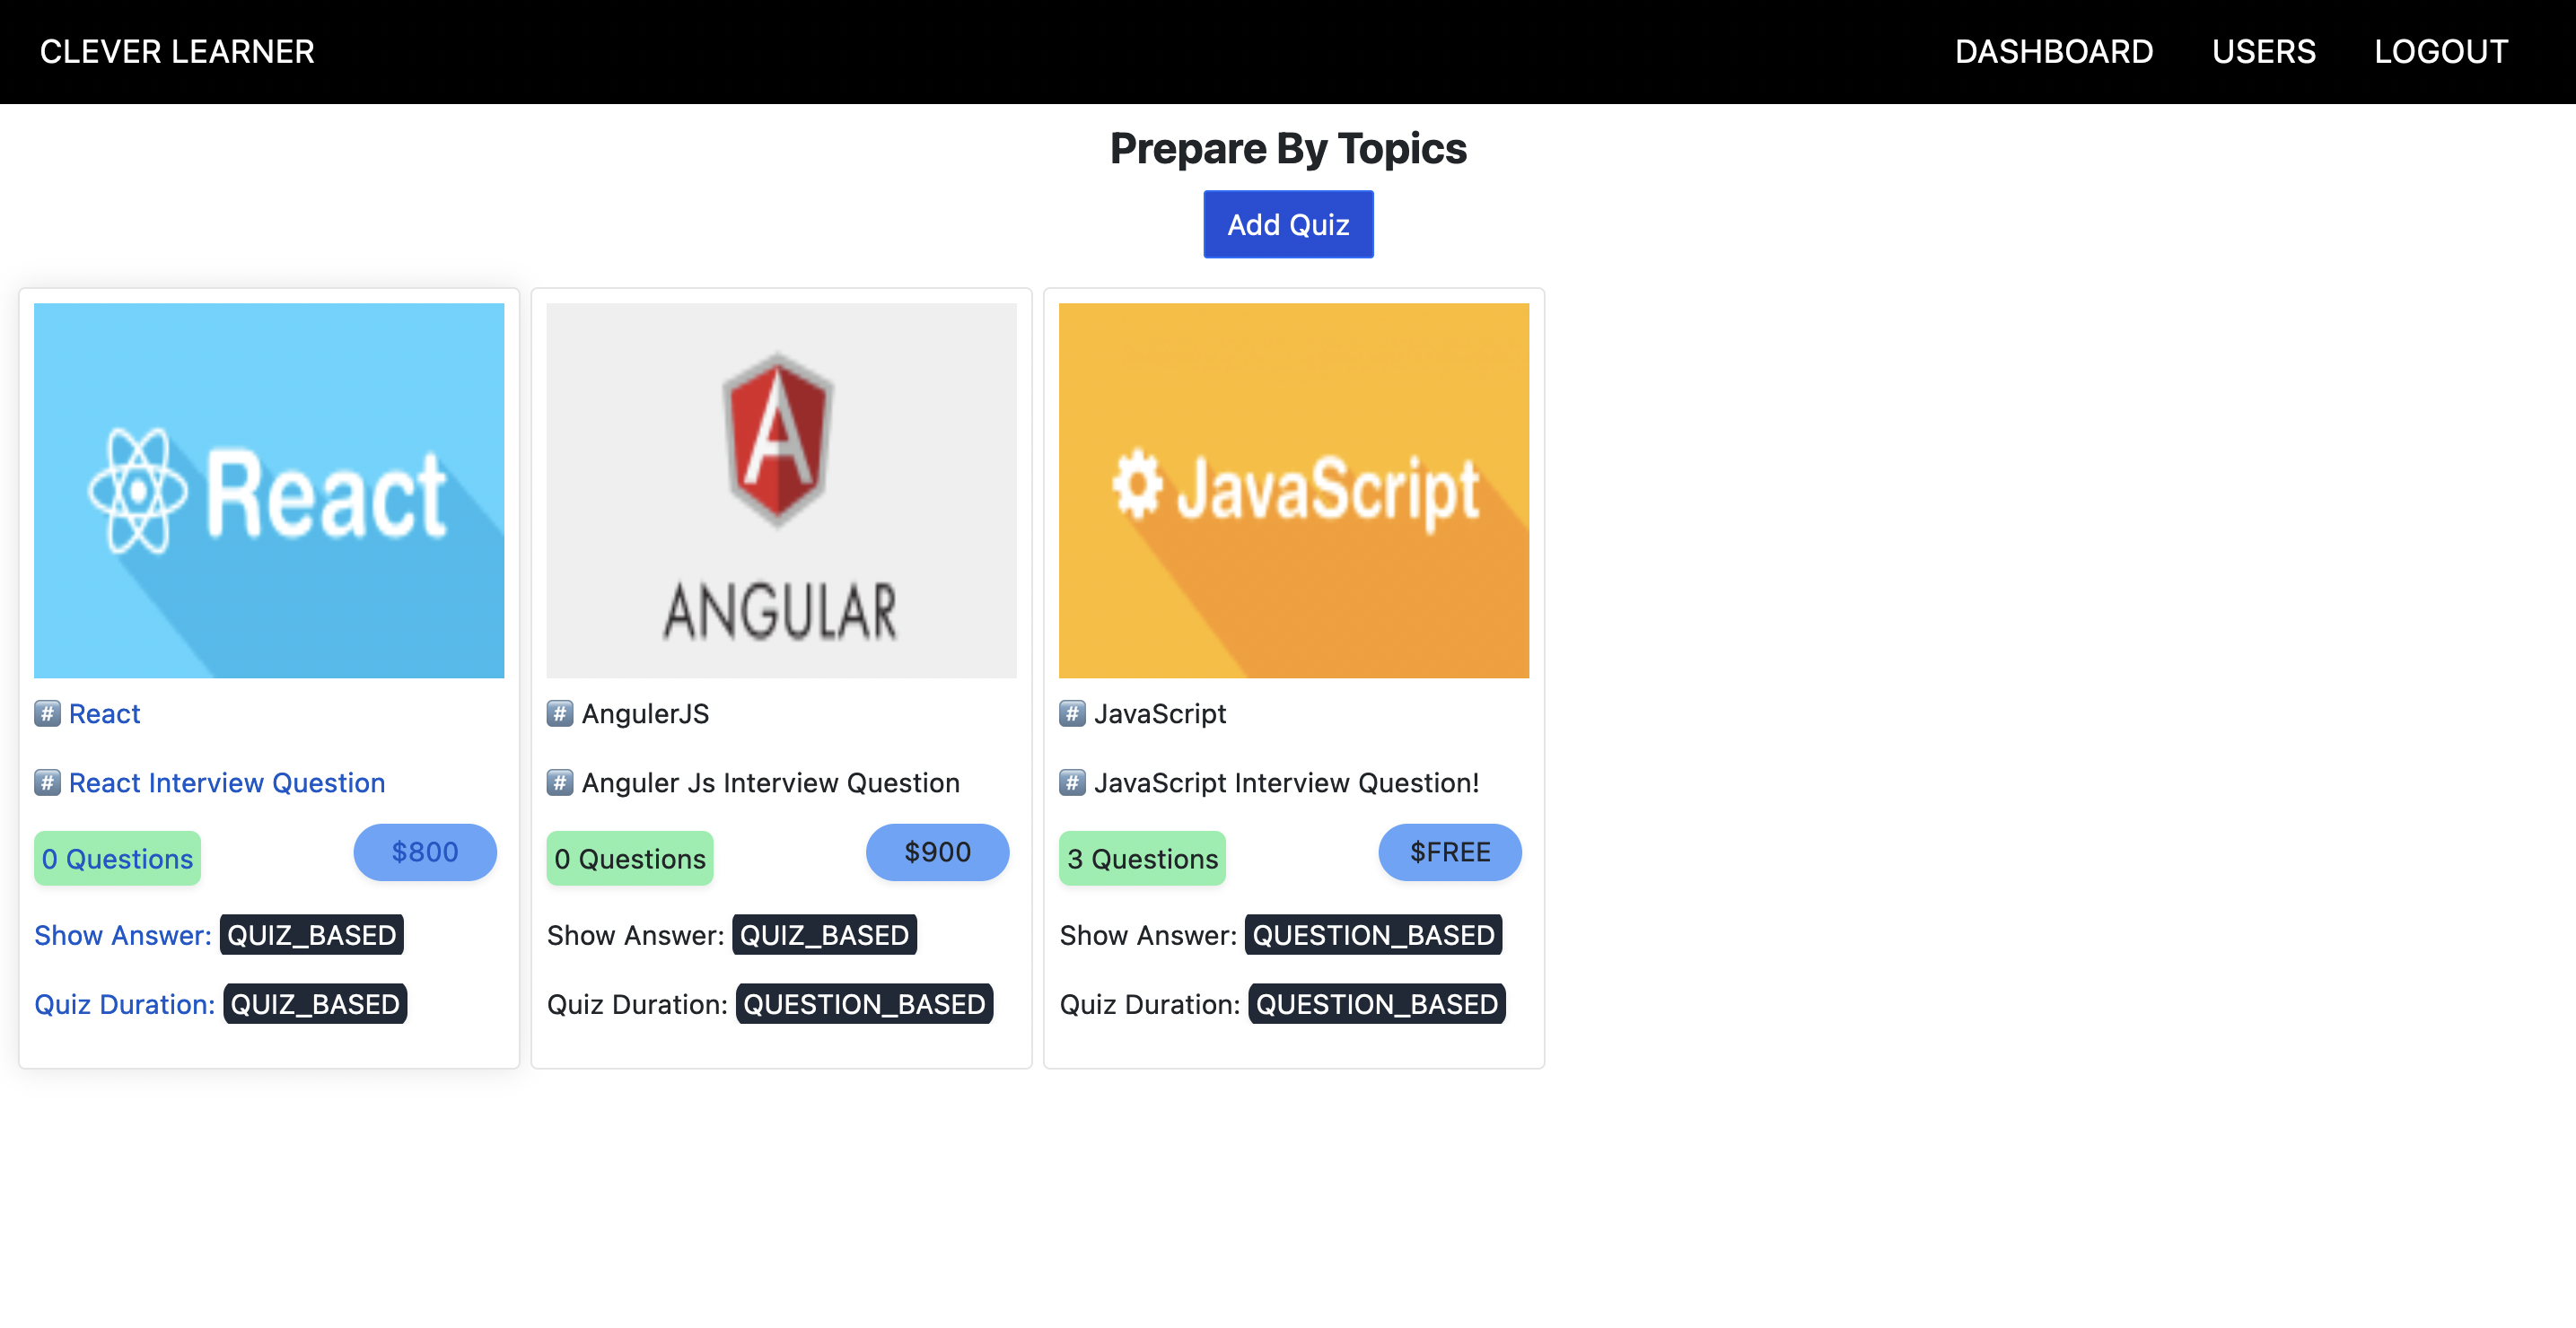 CLEVER LEARNER DASHBOARD USERS LOGOUT
Prepare By Topics
Add Quiz
React
# React
# React Interview Question
0 Questions $800
Show Answer: QUIZ_BASED
Quiz Duration: QUIZ_BASED
A
ANGULAR
# AngulerJS
# Anguler Js Interview Question
0 Questions $900
Show Answer: QUIZ_BASED
Quiz Duration: QUESTION_BASED
JavaScript
# JavaScript
# JavaScript Interview Question!
3 Questions $FREE
Show Answer: QUESTION_BASED
Quiz Duration: QUESTION_BASED